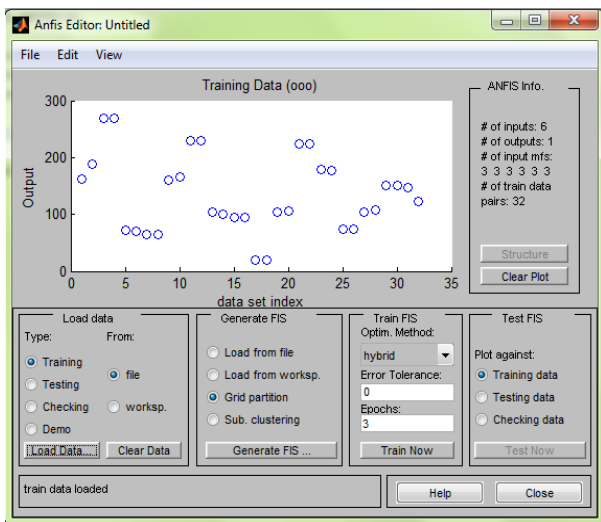 Anfis Editor: Untitled
File Edit View
Training Data (ooo)
300
200
100
0
Output
0 5 10 15 20 25 30 35
data set index
ANFIS Info.
# of inputs: 6
# of outputs: 1
# of input mfs:
3 3 3 3 3 3
# of train data
pairs: 32
Structure
Clear Plot
Load data
Type: From:
Training
Testing
Checking
Demo
file
worksp.
Load Data... Clear Data
Generate FIS
Load from file
Load from worksp.
Grid partition
Sub. clustering
Generate FIS ...
Train FIS
Optim. Method:
hybrid
Error Tolerance:
0
Epochs:
3
Train Now
Test FIS
Plot against:
Training data
Testing data
Checking data
Test Now
train data loaded
Help Close